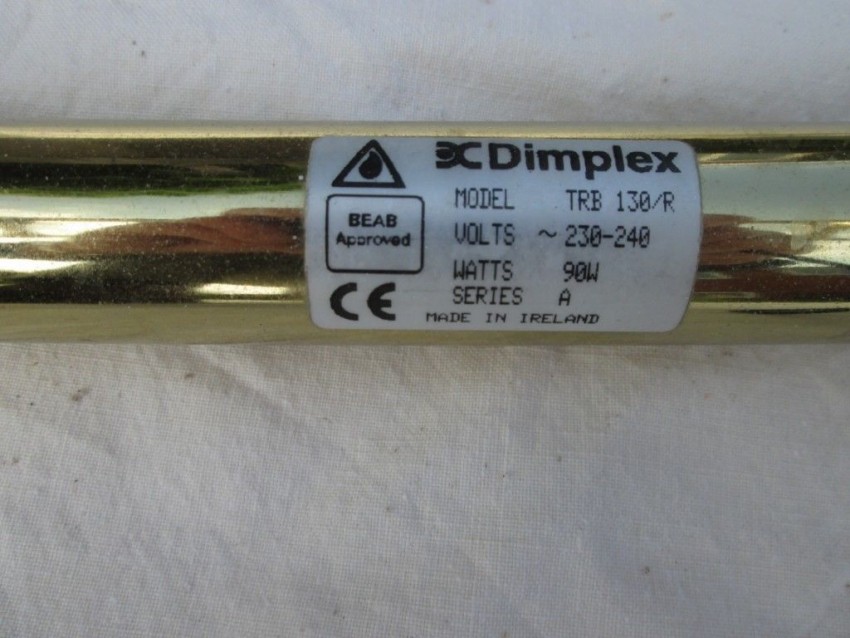 Dimplex
BEAB
Approved
CE
MODEL TRB 130/R
VOLTS ~ 230-240
WATTS 90W
SERIES A
MADE IN IRELAND